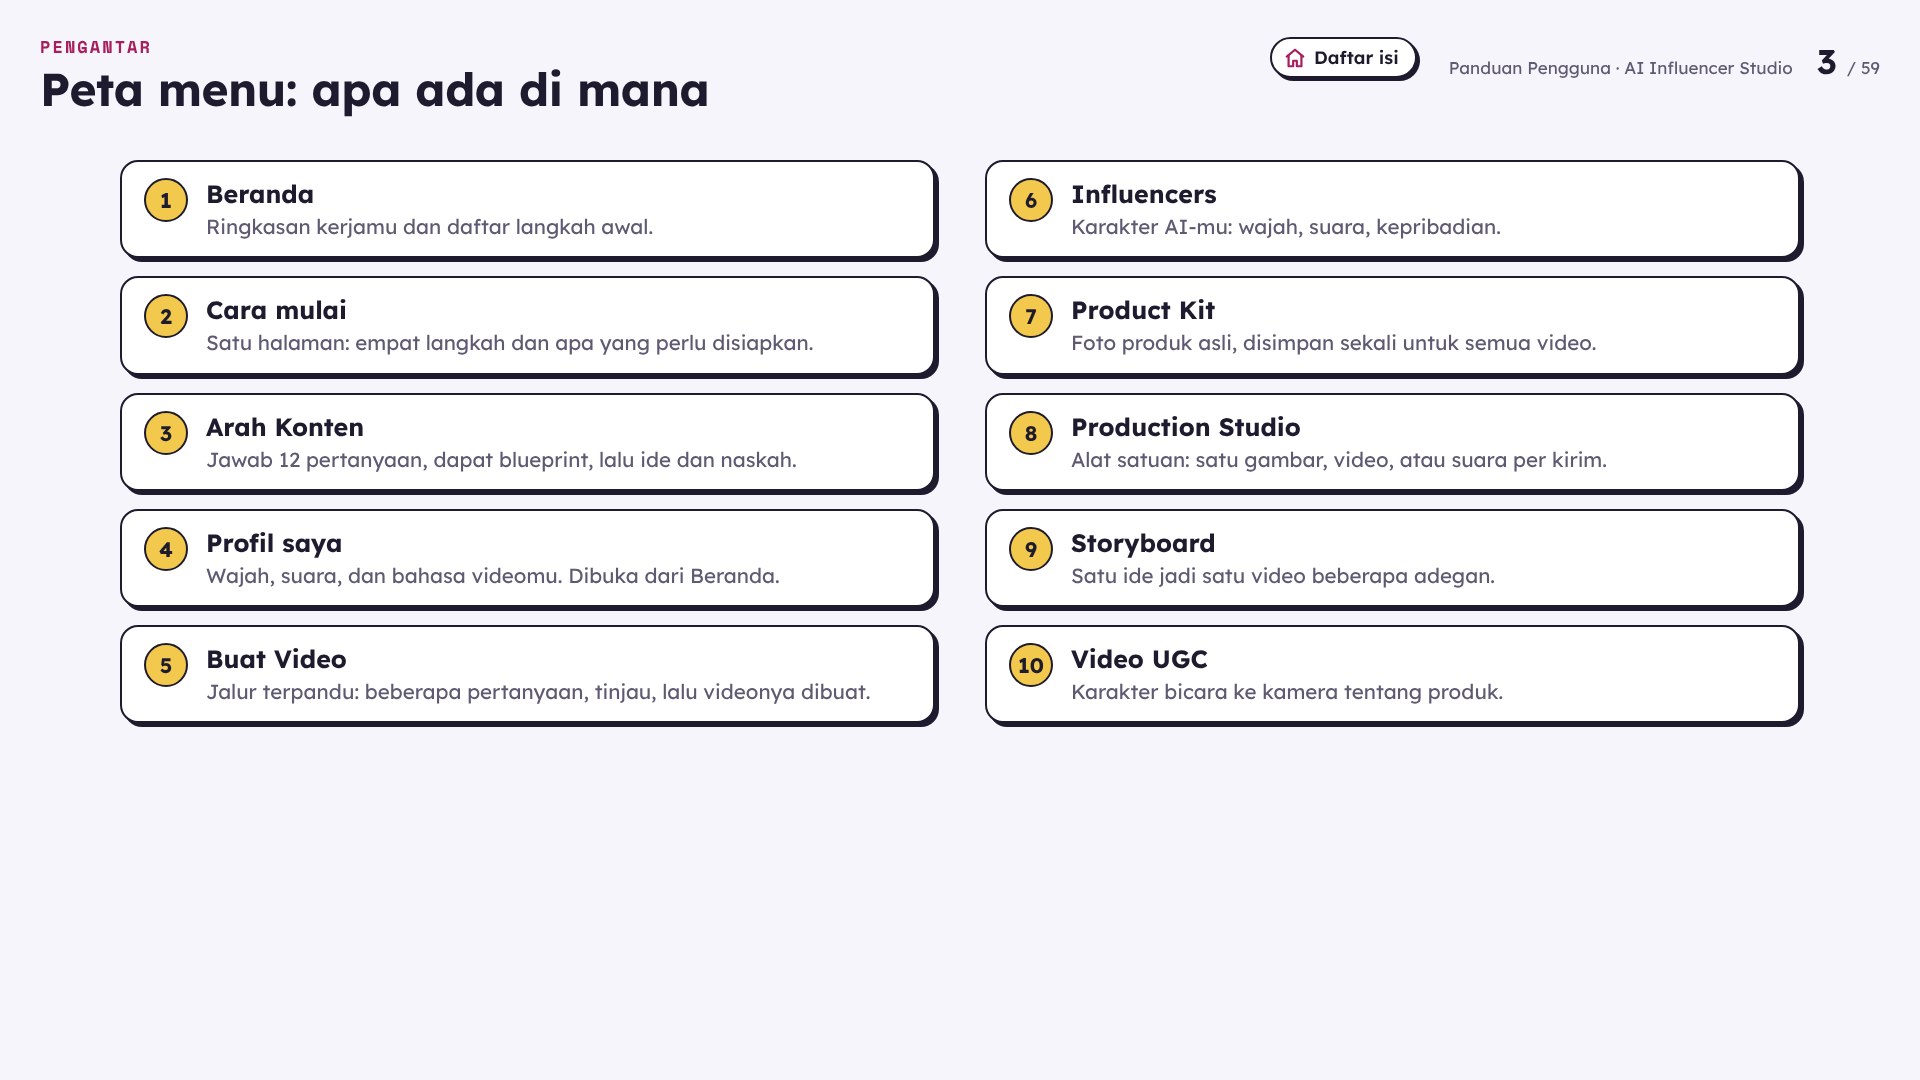 PENGANTAR
Peta menu: apa ada di mana
Daftar isi
Panduan Pengguna · AI Influencer Studio
3 / 59
1
Beranda
Ringkasan kerjamu dan daftar langkah awal.
2
Cara mulai
Satu halaman: empat langkah dan apa yang perlu disiapkan.
3
Arah Konten
Jawab 12 pertanyaan, dapat blueprint, lalu ide dan naskah.
4
Profil saya
Wajah, suara, dan bahasa videomu. Dibuka dari Beranda.
5
Buat Video
Jalur terpandu: beberapa pertanyaan, tinjau, lalu videonya dibuat.
6
Influencers
Karakter AI-mu: wajah, suara, kepribadian.
7
Product Kit
Foto produk asli, disimpan sekali untuk semua video.
8
Production Studio
Alat satuan: satu gambar, video, atau suara per kirim.
9
Storyboard
Satu ide jadi satu video beberapa adegan.
10
Video UGC
Karakter bicara ke kamera tentang produk.